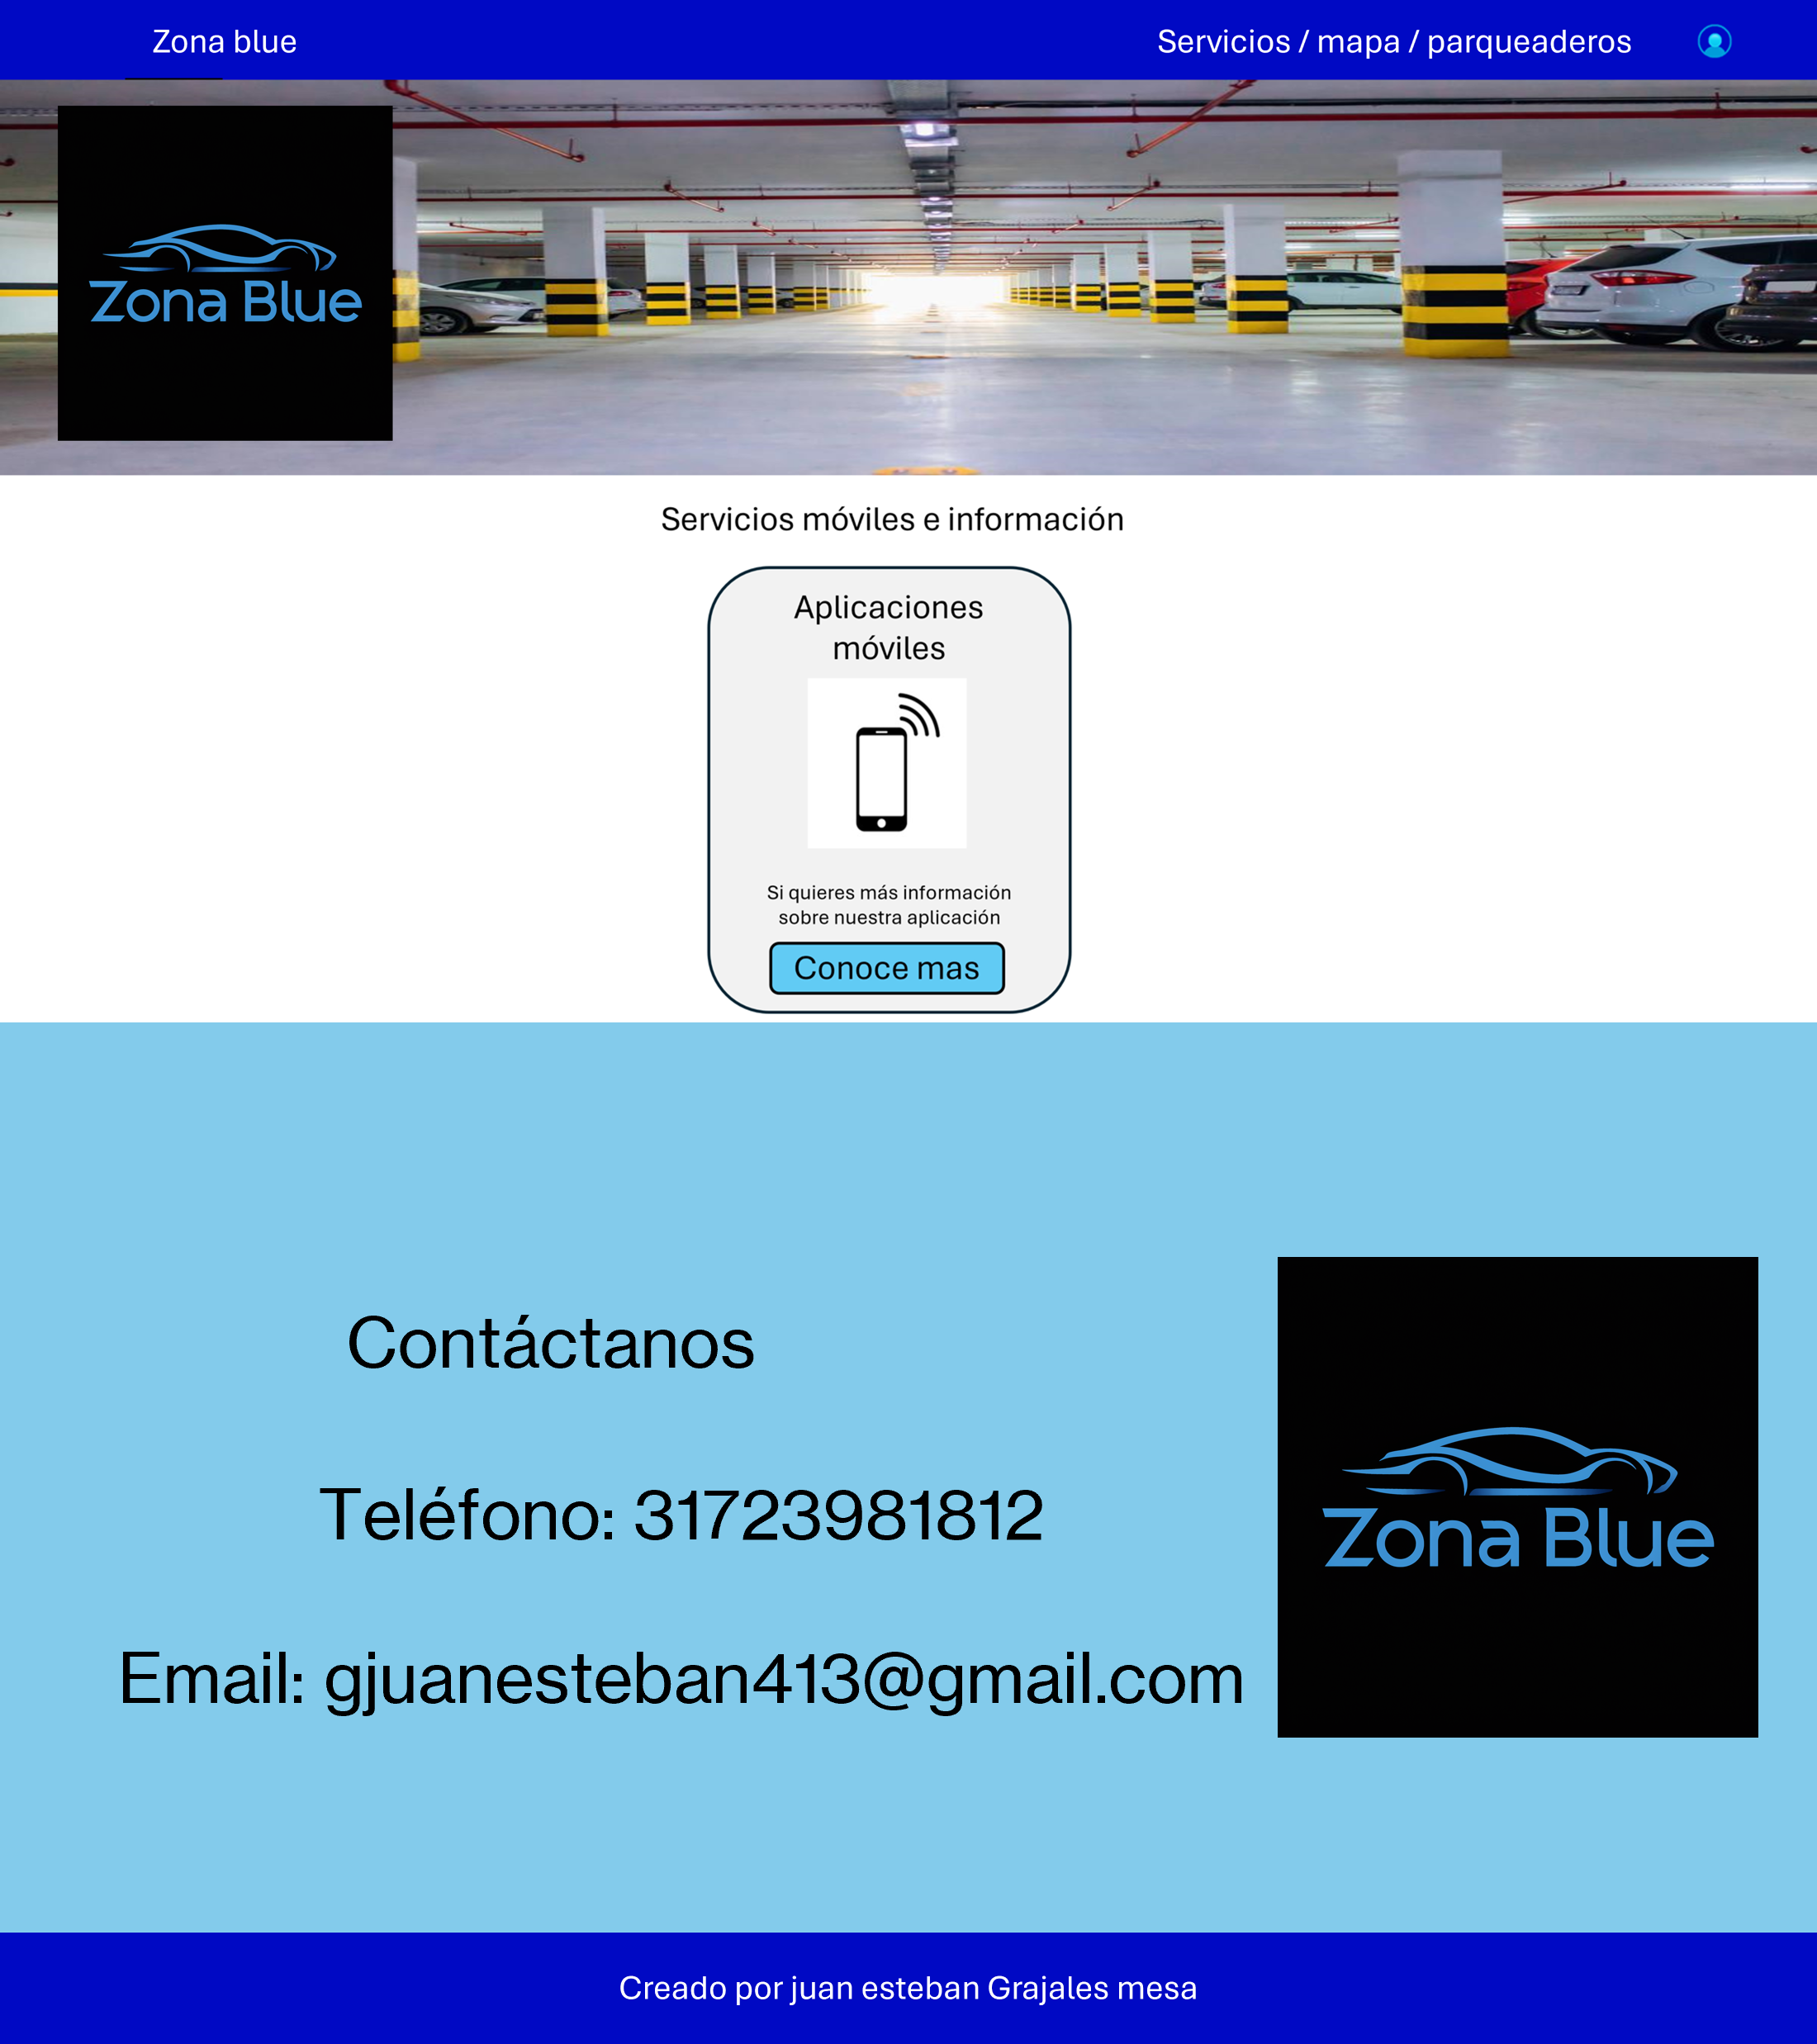 Zona blue
Servicios / mapa / parqueaderos
Zona Blue
Servicios móviles e información
Aplicaciones
móviles
Si quieres más información
sobre nuestra aplicación
Conoce mas
Contáctanos
Teléfono: 31723981812
Email: gjuanesteban413@gmail.com
Zona Blue
Creado por juan esteban Grajales mesa